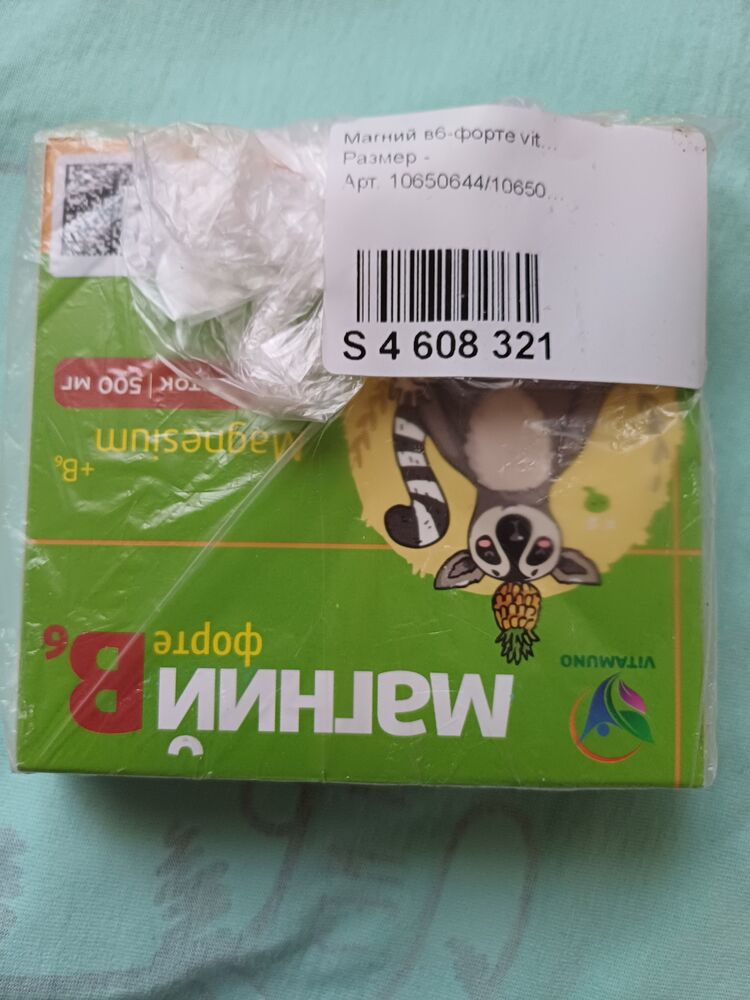 Магний в6-форте vit...
Размер -
Арт. 10650644/10650...
S 4 608 321
VITAMUNO
магний B₆
форте
Magnesium
+B₆
500 мг